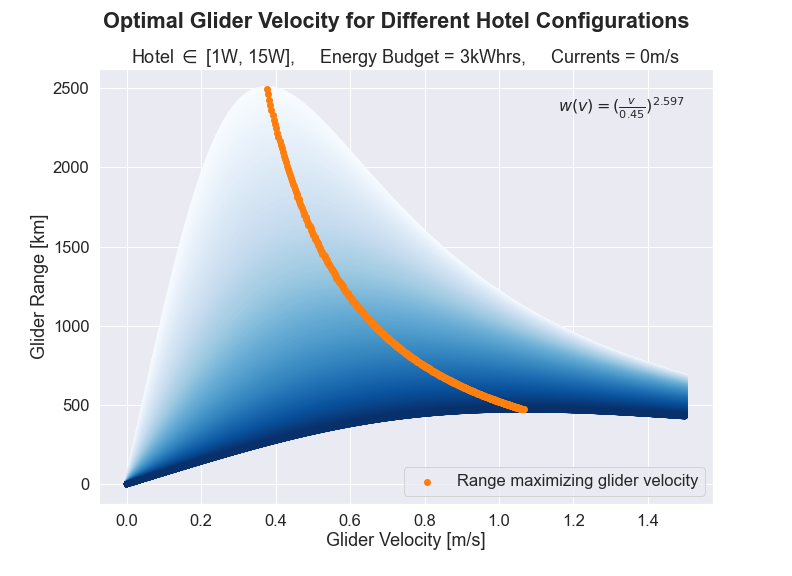 Optimal Glider Velocity for Different Hotel Configurations
Hotel ∈ [1W, 15W], Energy Budget = 3kWhrs, Currents = 0m/s
w(v) = (v/0.45)^2.597
Glider Range [km]
2500
2000
1500
1000
500
0
0.0 0.2 0.4 0.6 0.8 1.0 1.2 1.4
Glider Velocity [m/s]
Range maximizing glider velocity